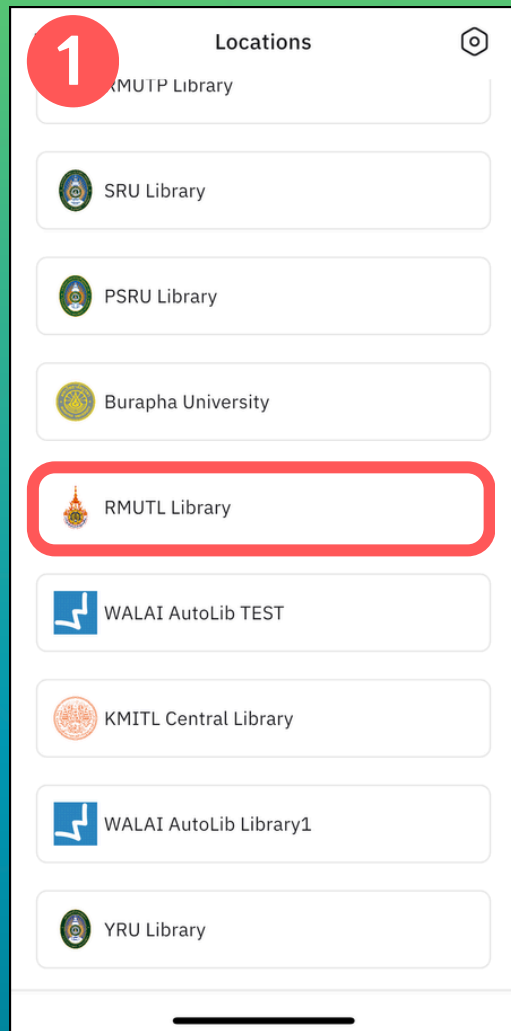 1
Locations
RMUTP Library
SRU Library
PSRU Library
Burapha University
RMUTL Library
WALAI AutoLib TEST
KMITL Central Library
WALAI AutoLib Library1
YRU Library